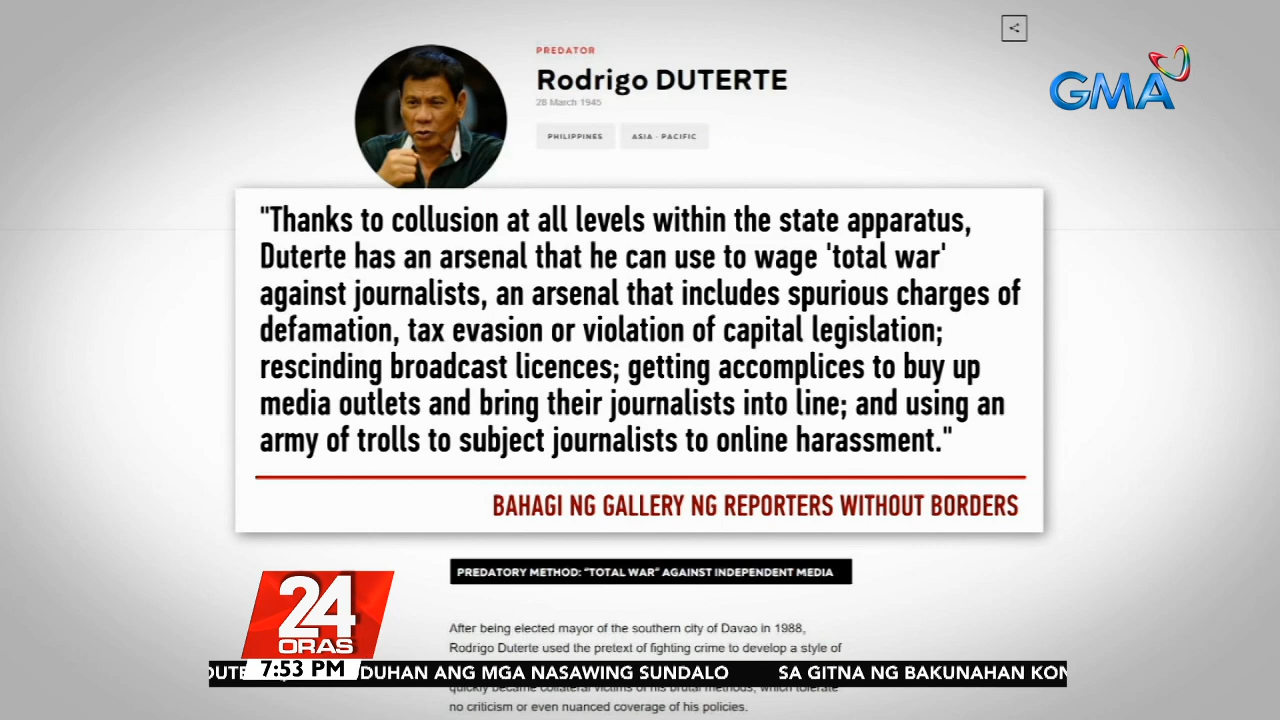 PREDATOR
Rodrigo DUTERTE
28 March 1945
PHILIPPINES
ASIA - PACIFIC
GMA
"Thanks to collusion at all levels within the state apparatus,
Duterte has an arsenal that he can use to wage 'total war'
against journalists, an arsenal that includes spurious charges of
defamation, tax evasion or violation of capital legislation;
rescinding broadcast licences; getting accomplices to buy up
media outlets and bring their journalists into line; and using an
army of trolls to subject journalists to online harassment."
BAHAGI NG GALLERY NG REPORTERS WITHOUT BORDERS
PREDATORY METHOD: "TOTAL WAR" AGAINST INDEPENDENT MEDIA
After being elected mayor of the southern city of Davao in 1988,
Rodrigo Duterte used the pretext of fighting crime to develop a style of
24
ORAS
7:53 PM
DUHAN ANG MGA NASAWING SUNDALO SA GITNA NG BAKUNAHAN
quickly became collateral victims of his brutal methods, which tolerate
no criticism or even nuanced coverage of his policies.